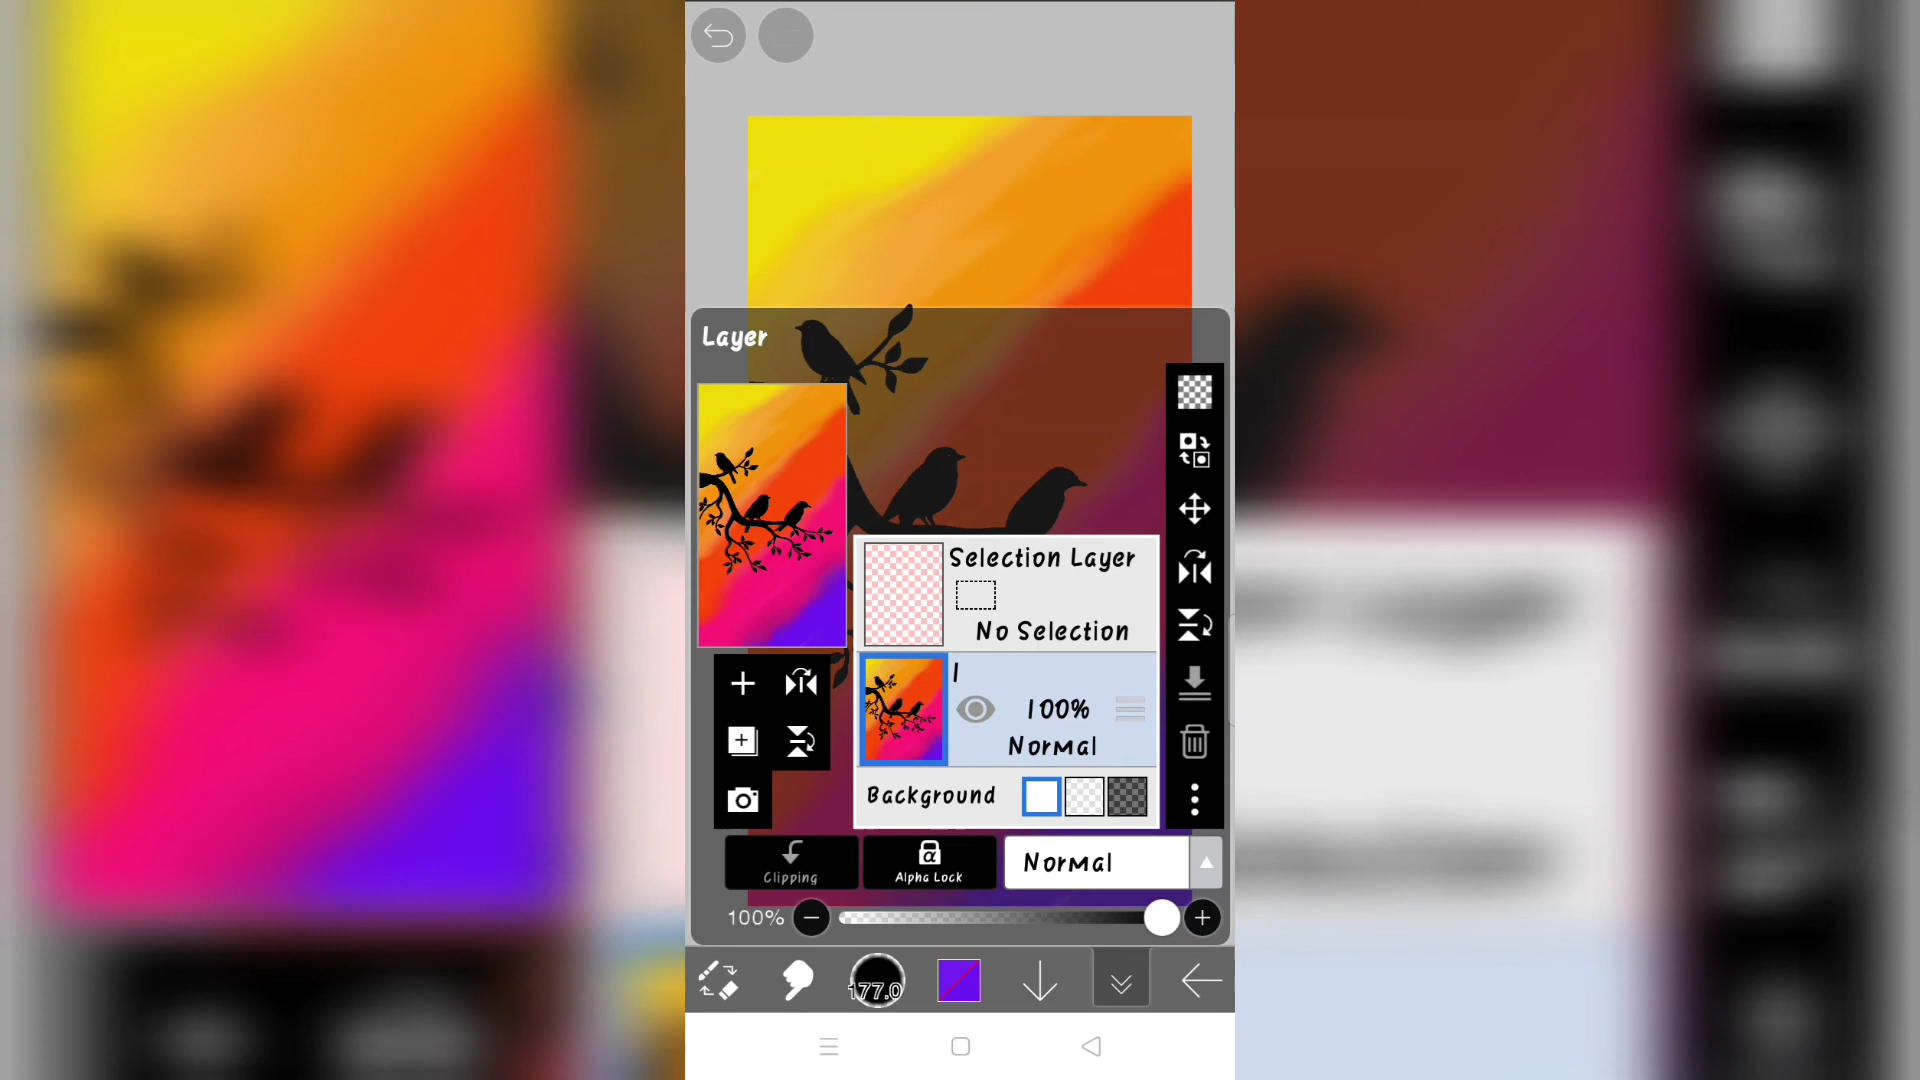 Layer
Selection Layer
No Selection
1
100%
Normal
Background
Clipping
Alpha Lock
Normal
100%
177.0